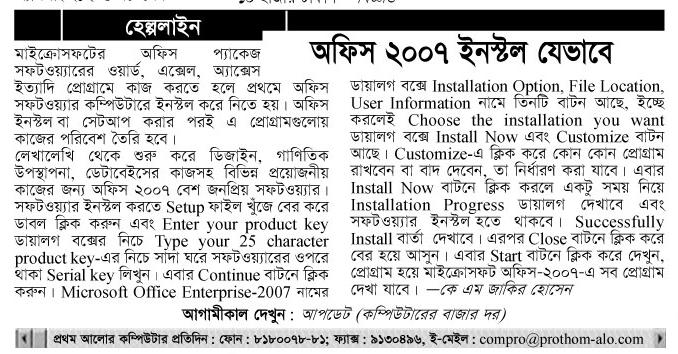 হেল্পলাইন
অফিস ২০০৭ ইনস্টল যেভাবে
মাইক্রোসফটের অফিস প্যাকেজ
সফটওয়্যারের ওয়ার্ড, এক্সেল, অ্যাক্সেস
ইত্যাদি প্রোগ্রামে কাজ করতে হলে প্রথমে অফিস
সফটওয়্যার কম্পিউটারে ইনস্টল করে নিতে হয়। অফিস
ইনস্টল বা সেটআপ করার পরই এ প্রোগ্রামগুলোয়
কাজের পরিবেশ তৈরি হবে।
লেখালেখি থেকে শুরু করে ডিজাইন, গাণিতিক
উপস্থাপনা, ডেটাবেইসের কাজসহ বিভিন্ন প্রয়োজনীয়
কাজের জন্য অফিস ২০০৭ বেশ জনপ্রিয় সফটওয়্যার।
সফটওয়্যার ইনস্টল করতে Setup ফাইল খুঁজে বের করে
ডাবল ক্লিক করুন এবং Enter your product key
ডায়ালগ বক্সের নিচে Type your 25 character
product key-এর নিচে সাদা ঘরে সফটওয়্যারের ওপরে
থাকা Serial key লিখুন। এবার Continue বাটনে ক্লিক
করুন। Microsoft Office Enterprise-2007 নামের
ডায়ালগ বক্সে Installation Option, File Location,
User Information নামে তিনটি বাটন আছে, ইচ্ছে
করলেই Choose the installation you want
ডায়ালগ বক্সে Install Now এবং Customize বাটন
আছে। Customize-এ ক্লিক করে কোন কোন প্রোগ্রাম
রাখবেন বা বাদ দেবেন, তা নির্ধারণ করা যাবে। এবার
Install Now বাটনে ক্লিক করলে একটু সময় নিয়ে
Installation Progress ডায়ালগ দেখাবে এবং
সফটওয়্যার ইনস্টল হতে থাকবে। Successfully
Install বার্তা দেখাবে। এরপর Close বাটনে ক্লিক করে
বের হয়ে আসুন। এবার Start বাটনে ক্লিক করে দেখুন,
প্রোগ্রাম হয়ে মাইক্রোসফট অফিস-২০০৭-এ সব প্রোগ্রাম
দেখা যাবে। —কে এম জাকির হোসেন
আগামীকাল দেখুন : আপডেট (কম্পিউটারের বাজার দর)
প্রথম আলোর কম্পিউটার প্রতিদিন : ফোন : ৮১৮০০৭৮-৮১; ফ্যাক্স : ৯১৩০৪৯৬, ই-মেইল : compro@prothom-alo.com